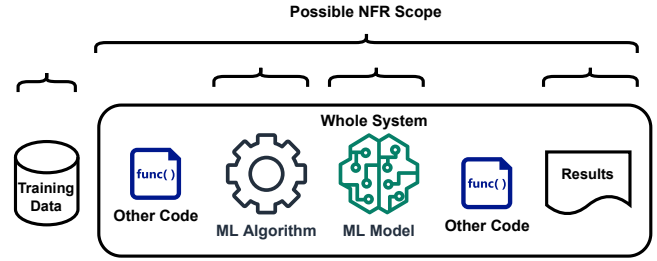 Possible NFR Scope
Whole System
Training
Data
func( )
Other Code
ML Algorithm
ML Model
func( )
Other Code
Results